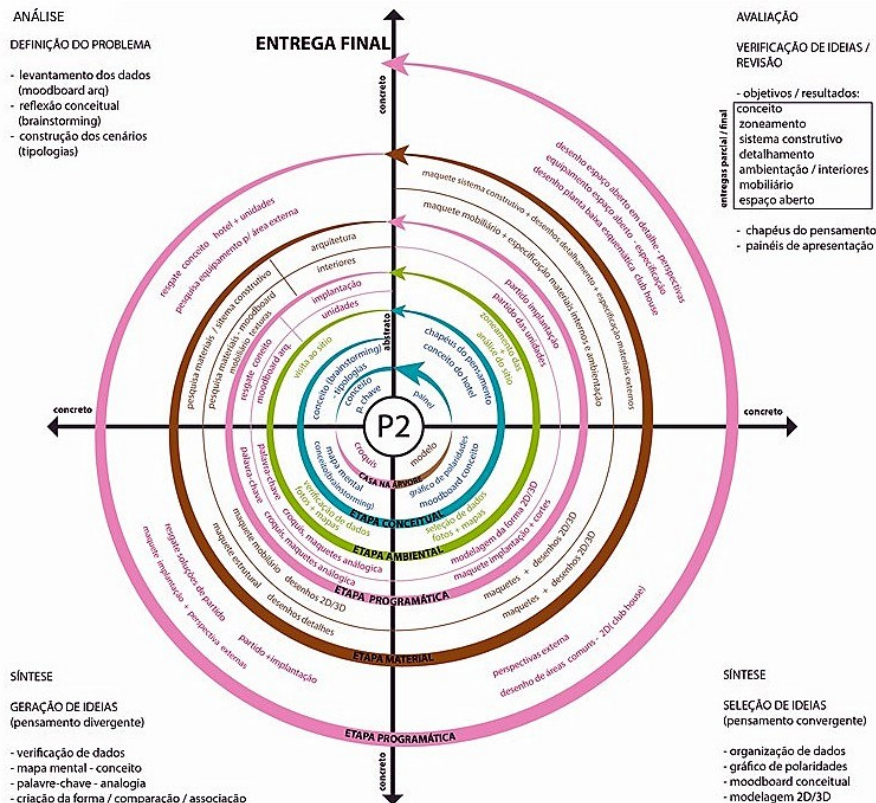 ANÁLISE
DEFINIÇÃO DO PROBLEMA
- levantamento dos dados
(moodboard arq)
- reflexão conceitual
(brainstorming)
- construção dos cenários
(tipologias)
ENTREGA FINAL
AVALIAÇÃO
VERIFICAÇÃO DE IDEIAS /
REVISÃO
- objetivos / resultados:
entregas parcial / final
conceito
zoneamento
sistema construtivo
detalhamento
ambientação / interiores
mobiliário
espaço aberto
- chapéus do pensamento
- painéis de apresentação
concreto
abstrato
concreto
concreto
concreto
P2
resgate conceito hotel + unidades
pesquisa equipamento p/ área externa
arquitetura
interiores
pesquisa materiais / sitema construtivo
pesquisa materiais - moodboard
mobiliário texturas
implantação
unidades
resgate conceito
moodboard arq.
visita ao sítio
conceito (brainstorming)
- tipologias
conceito
p. chave
desenho espaço aberto em detalhe - perspectivas
equipamento espaço aberto - especificação
desenho planta baixa esquemática club house
maquete sistema construtivo + desenhos detalhamento + especificação materiais externos
maquete mobiliário + especificação materiais internos e ambientação
partido implantação
partido das unidades
zoneamento dias
+
análise do sítio
chapéus do pensamento
conceito do hotel
painel
croquis
modelo
CASA NA ÁRVORE
mapa mental
conceito(brainstorming)
gráfico de polaridades
moodboard conceito
ETAPA CONCEITUAL
verificação de dados
fotos + mapas
seleção de dados
fotos + mapas
ETAPA AMBIENTAL
palavra-chave croquis, maquetes analógica
palavra-chave croquis, maquetes analógica
modelagem da forma 2D/3D
maquete implantação + cortes
ETAPA PROGRAMÁTICA
maquete mobiliário desenhos 2D/3D
maquete estrutural desenhos detalhes
maquetes + desenhos 2D/3D
maquetes + desenhos 2D/3D
ETAPA MATERIAL
resgate soluções de partido partido +implantação
maquete implantação + perspectiva externas
perspectivas externa
desenho de áreas comuns - 2D( club house)
ETAPA PROGRAMÁTICA
SÍNTESE
GERAÇÃO DE IDEIAS
(pensamento divergente)
- verificação de dados
- mapa mental - conceito
- palavre-chave - analogia
- criação da forma / comparação / associação
SÍNTESE
SELEÇÃO DE IDEIAS
(pensamento convergente)
- organização de dados
- gráfico de polaridades
- moodboard conceitual
- modelagem 2D/3D